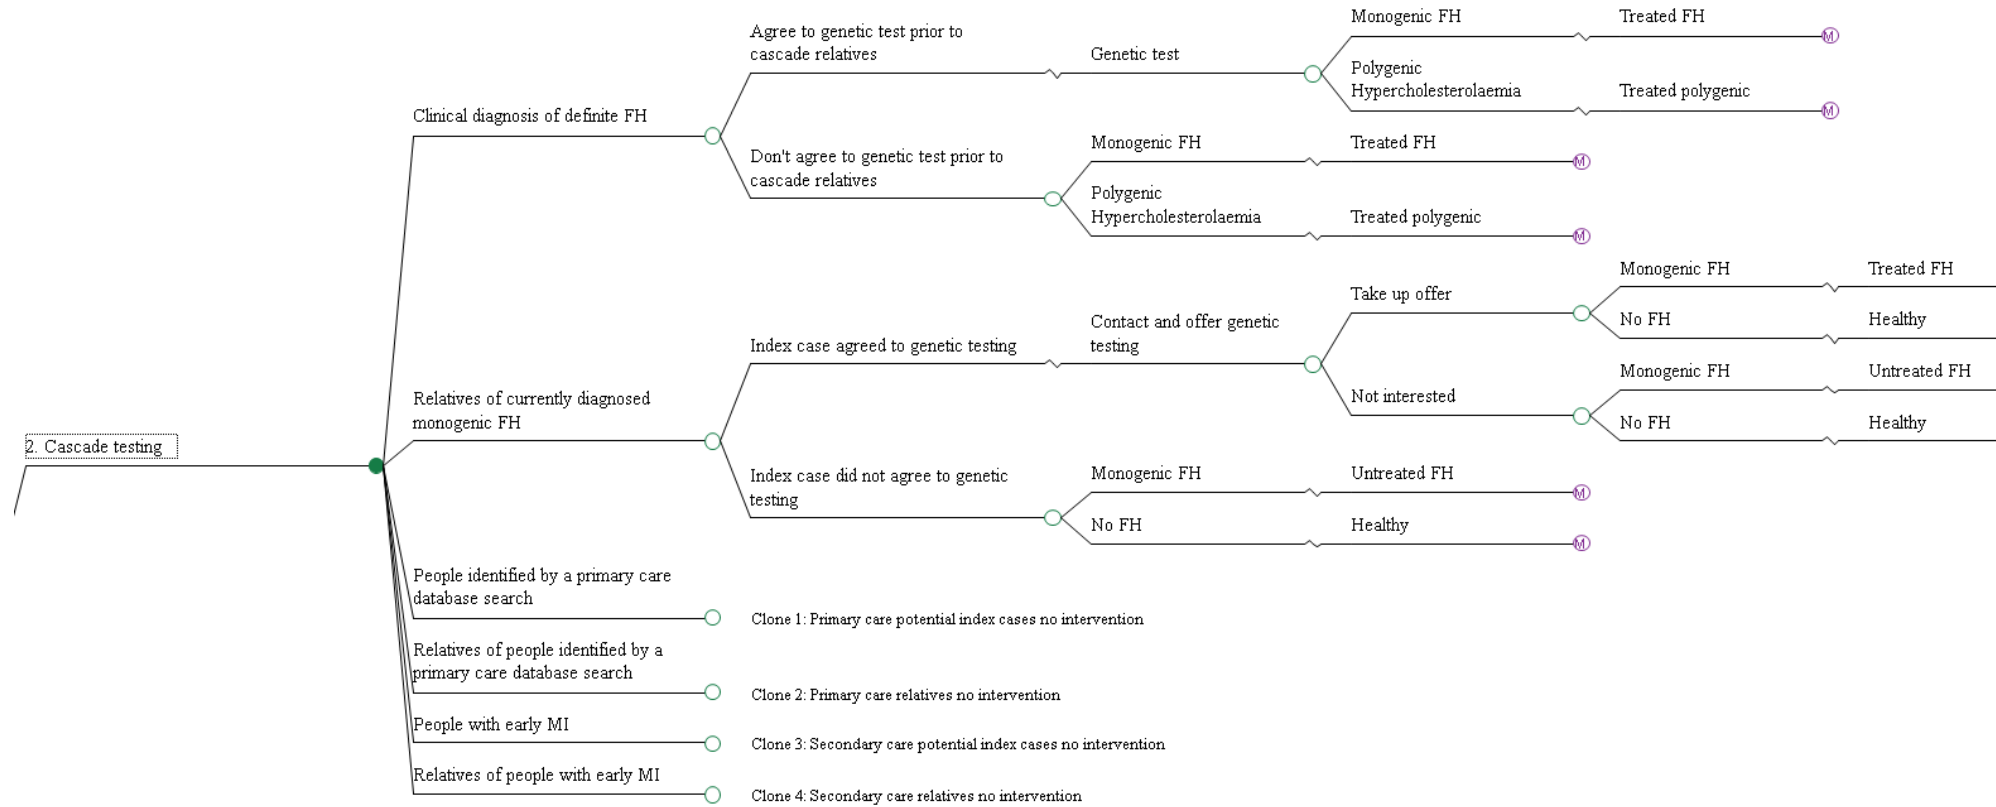 Monogenic FH
Treated FH
M
Agree to genetic test prior to
cascade relatives
Genetic test
Polygenic
Hypercholesterolaemia
Treated polygenic
M
Clinical diagnosis of definite FH
Don't agree to genetic test prior to
cascade relatives
Monogenic FH
Treated FH
M
Polygenic
Hypercholesterolaemia
Treated polygenic
M
Relatives of currently diagnosed
monogenic FH
Index case agreed to genetic testing
Contact and offer genetic
testing
Take up offer
Monogenic FH
Treated FH
No FH
Healthy
Not interested
Monogenic FH
Untreated FH
No FH
Healthy
2. Cascade testing
Index case did not agree to genetic
testing
Monogenic FH
Untreated FH
M
No FH
Healthy
M
People identified by a primary care
database search
Clone 1: Primary care potential index cases no intervention
Relatives of people identified by a
primary care database search
Clone 2: Primary care relatives no intervention
People with early MI
Clone 3: Secondary care potential index cases no intervention
Relatives of people with early MI
Clone 4: Secondary care relatives no intervention